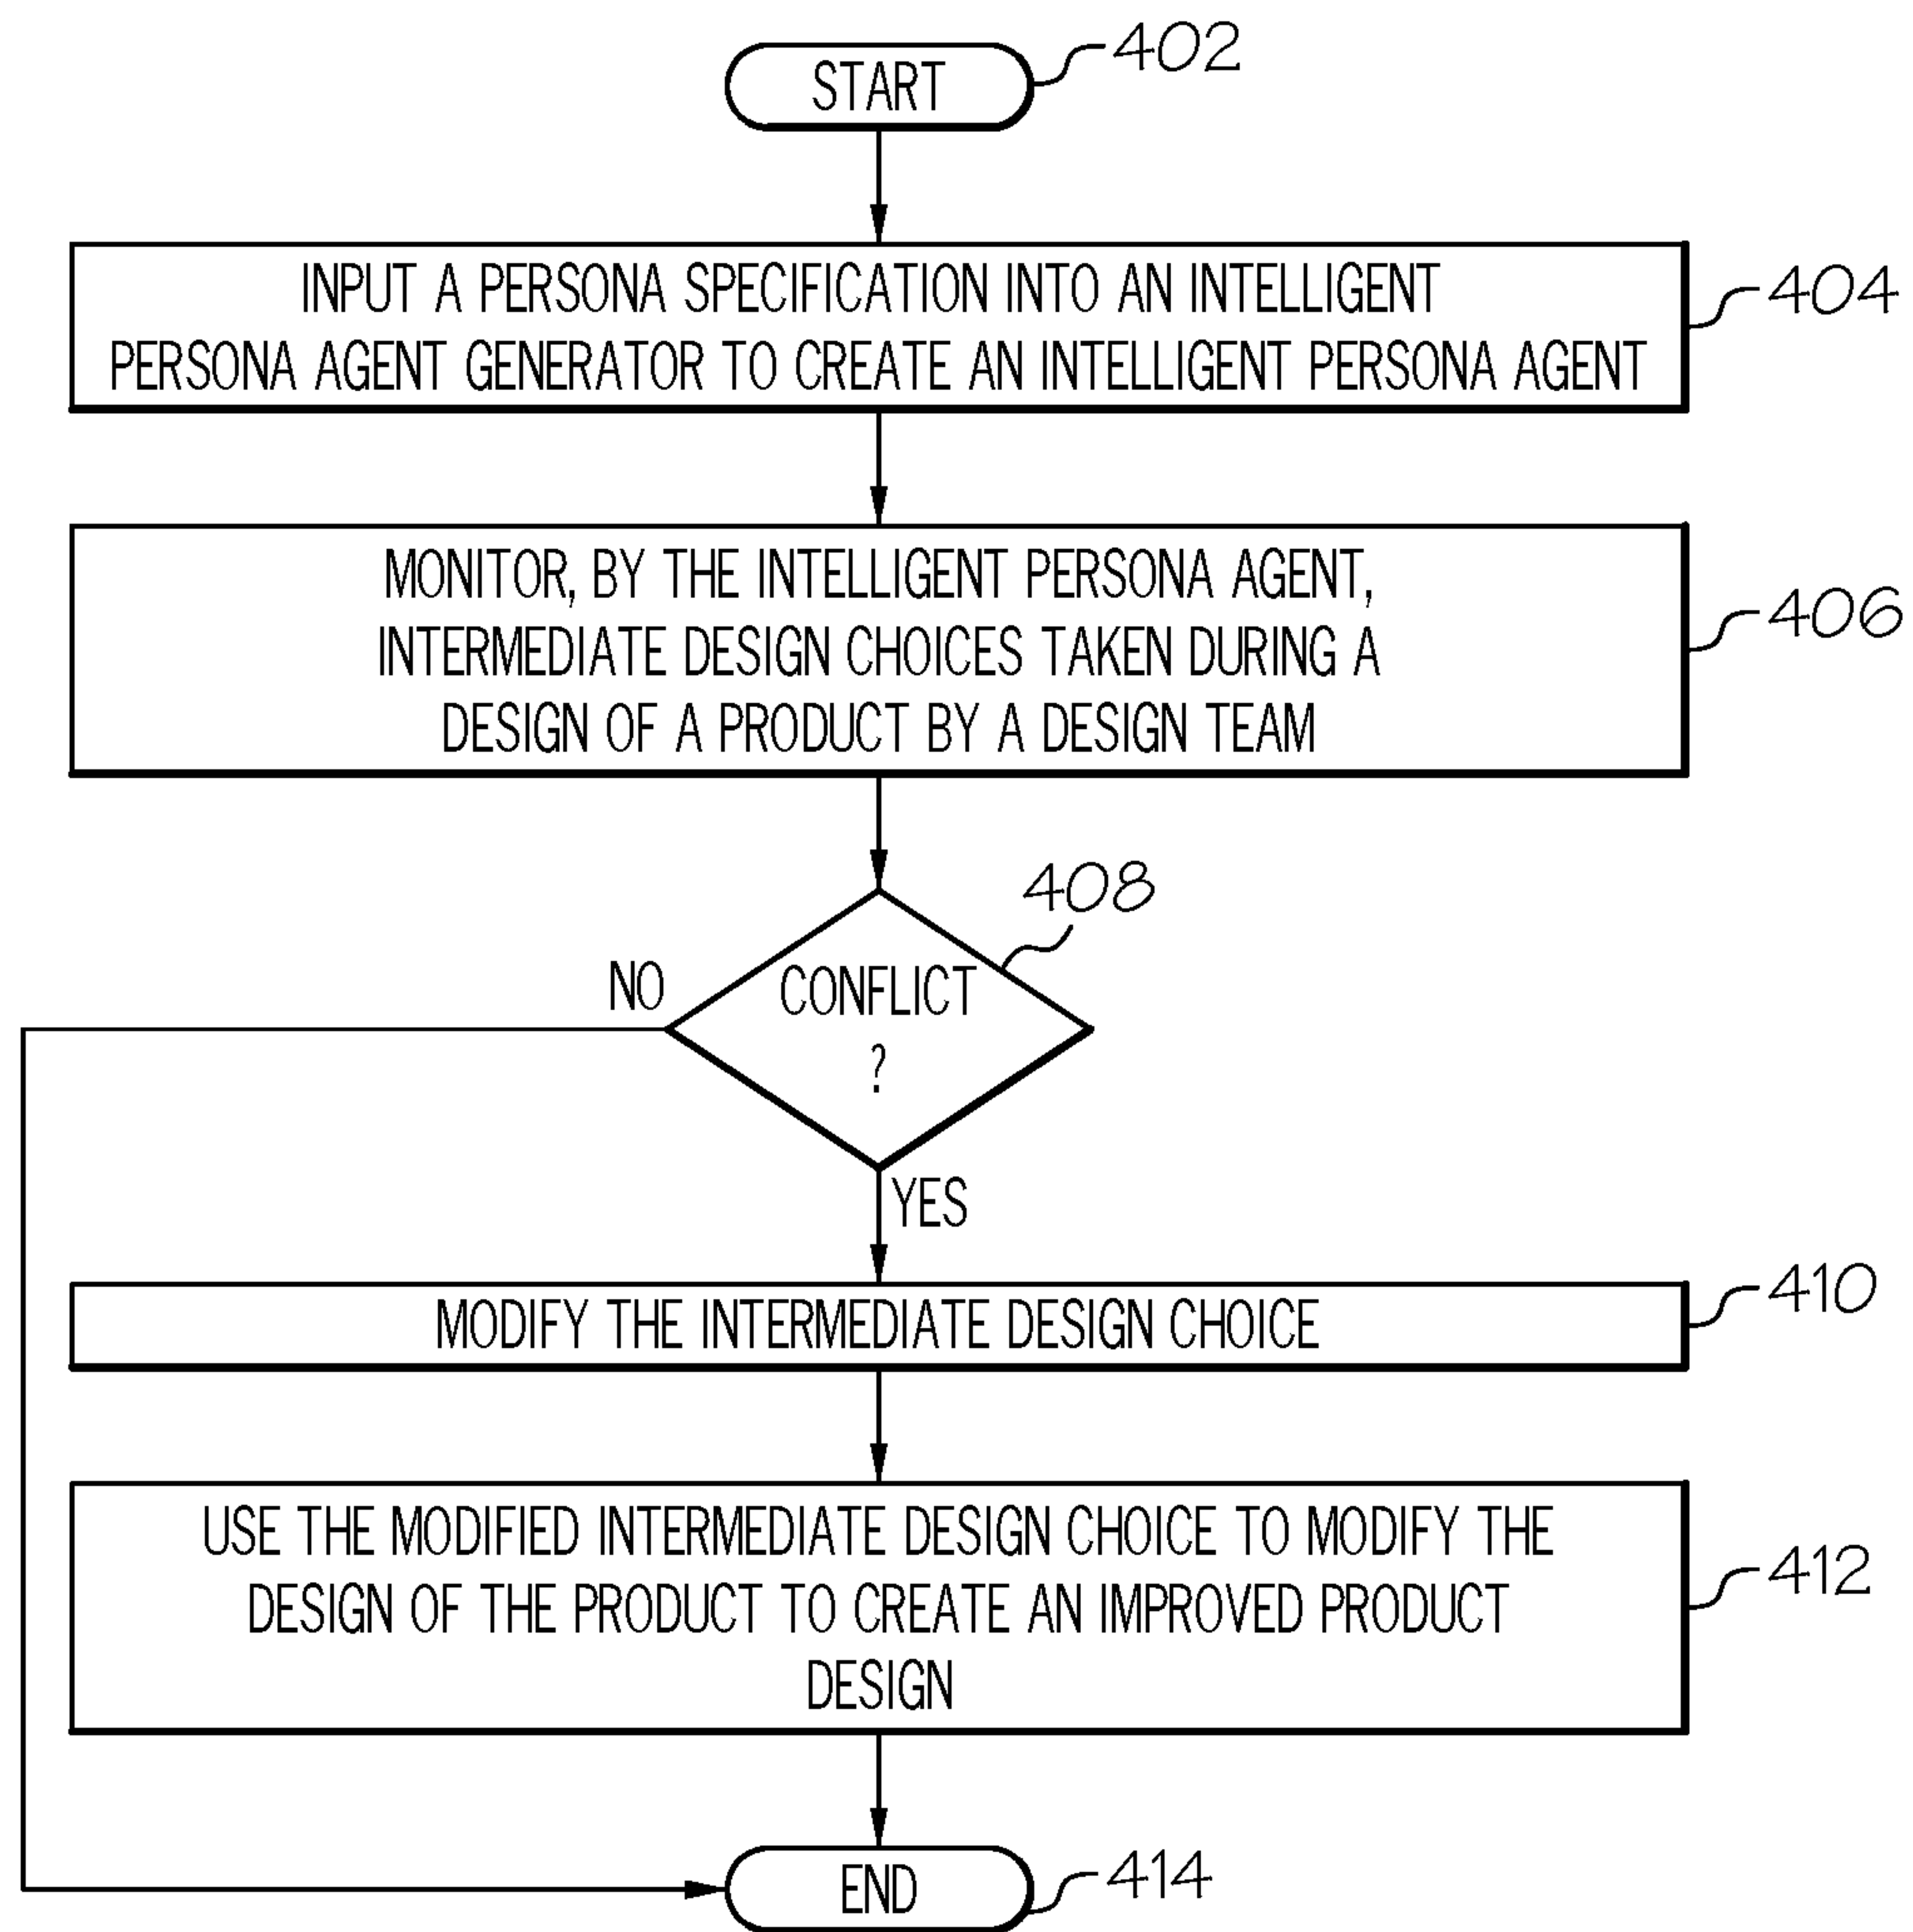 START
402
INPUT A PERSONA SPECIFICATION INTO AN INTELLIGENT
PERSONA AGENT GENERATOR TO CREATE AN INTELLIGENT PERSONA AGENT
404
MONITOR, BY THE INTELLIGENT PERSONA AGENT,
INTERMEDIATE DESIGN CHOICES TAKEN DURING A
DESIGN OF A PRODUCT BY A DESIGN TEAM
406
408
NO
CONFLICT
?
YES
MODIFY THE INTERMEDIATE DESIGN CHOICE
410
USE THE MODIFIED INTERMEDIATE DESIGN CHOICE TO MODIFY THE
DESIGN OF THE PRODUCT TO CREATE AN IMPROVED PRODUCT
DESIGN
412
END
414